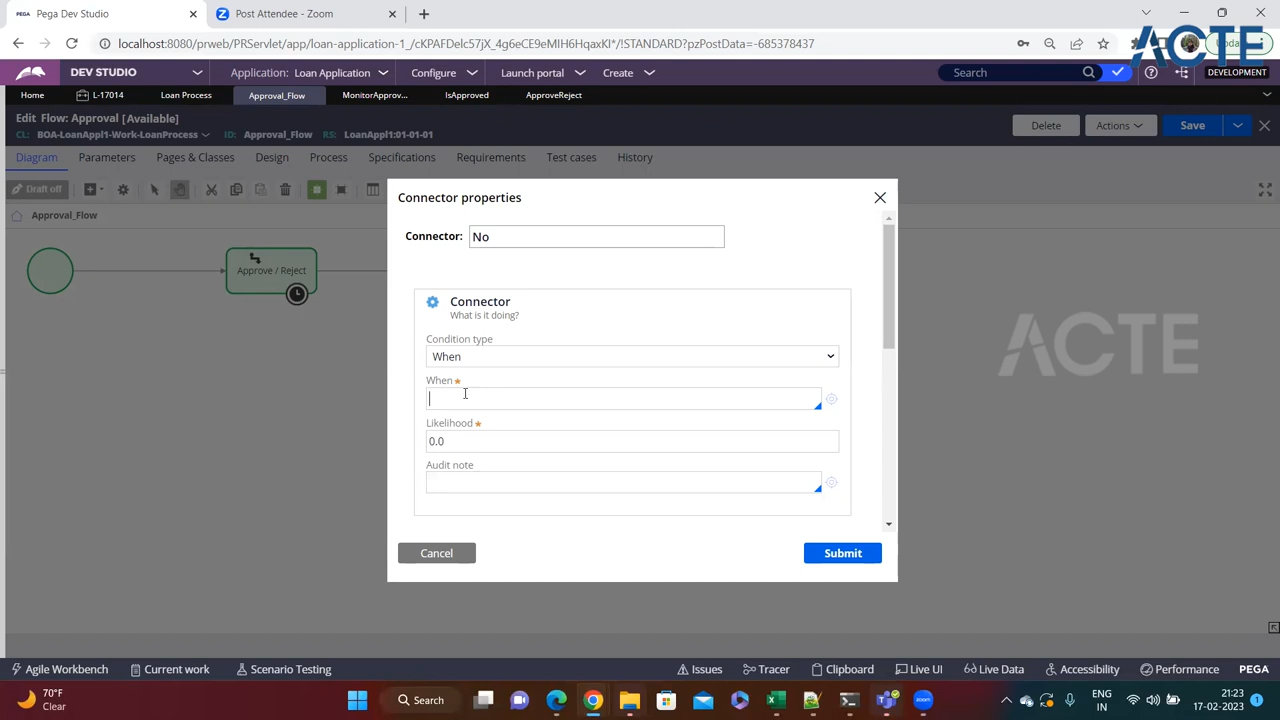 PEGA Pega Dev Studio
Post Attendee - Zoom
localhost:8080/prweb/PRServlet/app/loan-application-1_/
ACTE
DEV STUDIO
Application: Loan Application
Configure
Launch portal
Create
Search
DEVELOPMENT
Home
L-17014
Loan Process
Approval_Flow
MonitorApprov...
IsApproved
ApproveReject
Edit Flow: Approval [Available]
CL: BOA-LoanAppl1-Work-LoanProcess
ID: Approval_Flow
RS: LoanAppl1:01-01-01
Delete
Actions
Save
Diagram
Parameters
Pages & Classes
Design
Process
Specifications
Requirements
Test cases
History
Draft off
Approval_Flow
Approve / Reject
Connector properties
Connector: No
Connector
What is it doing?
Condition type
When
When
Likelihood
0.0
Audit note
Cancel
Submit
ACTE
Agile Workbench
Current work
Scenario Testing
Issues
Tracer
Clipboard
Live UI
Live Data
Accessibility
Performance
PEGA
70°F
Clear
Search
ENG
IN
21:23
17-02-2023